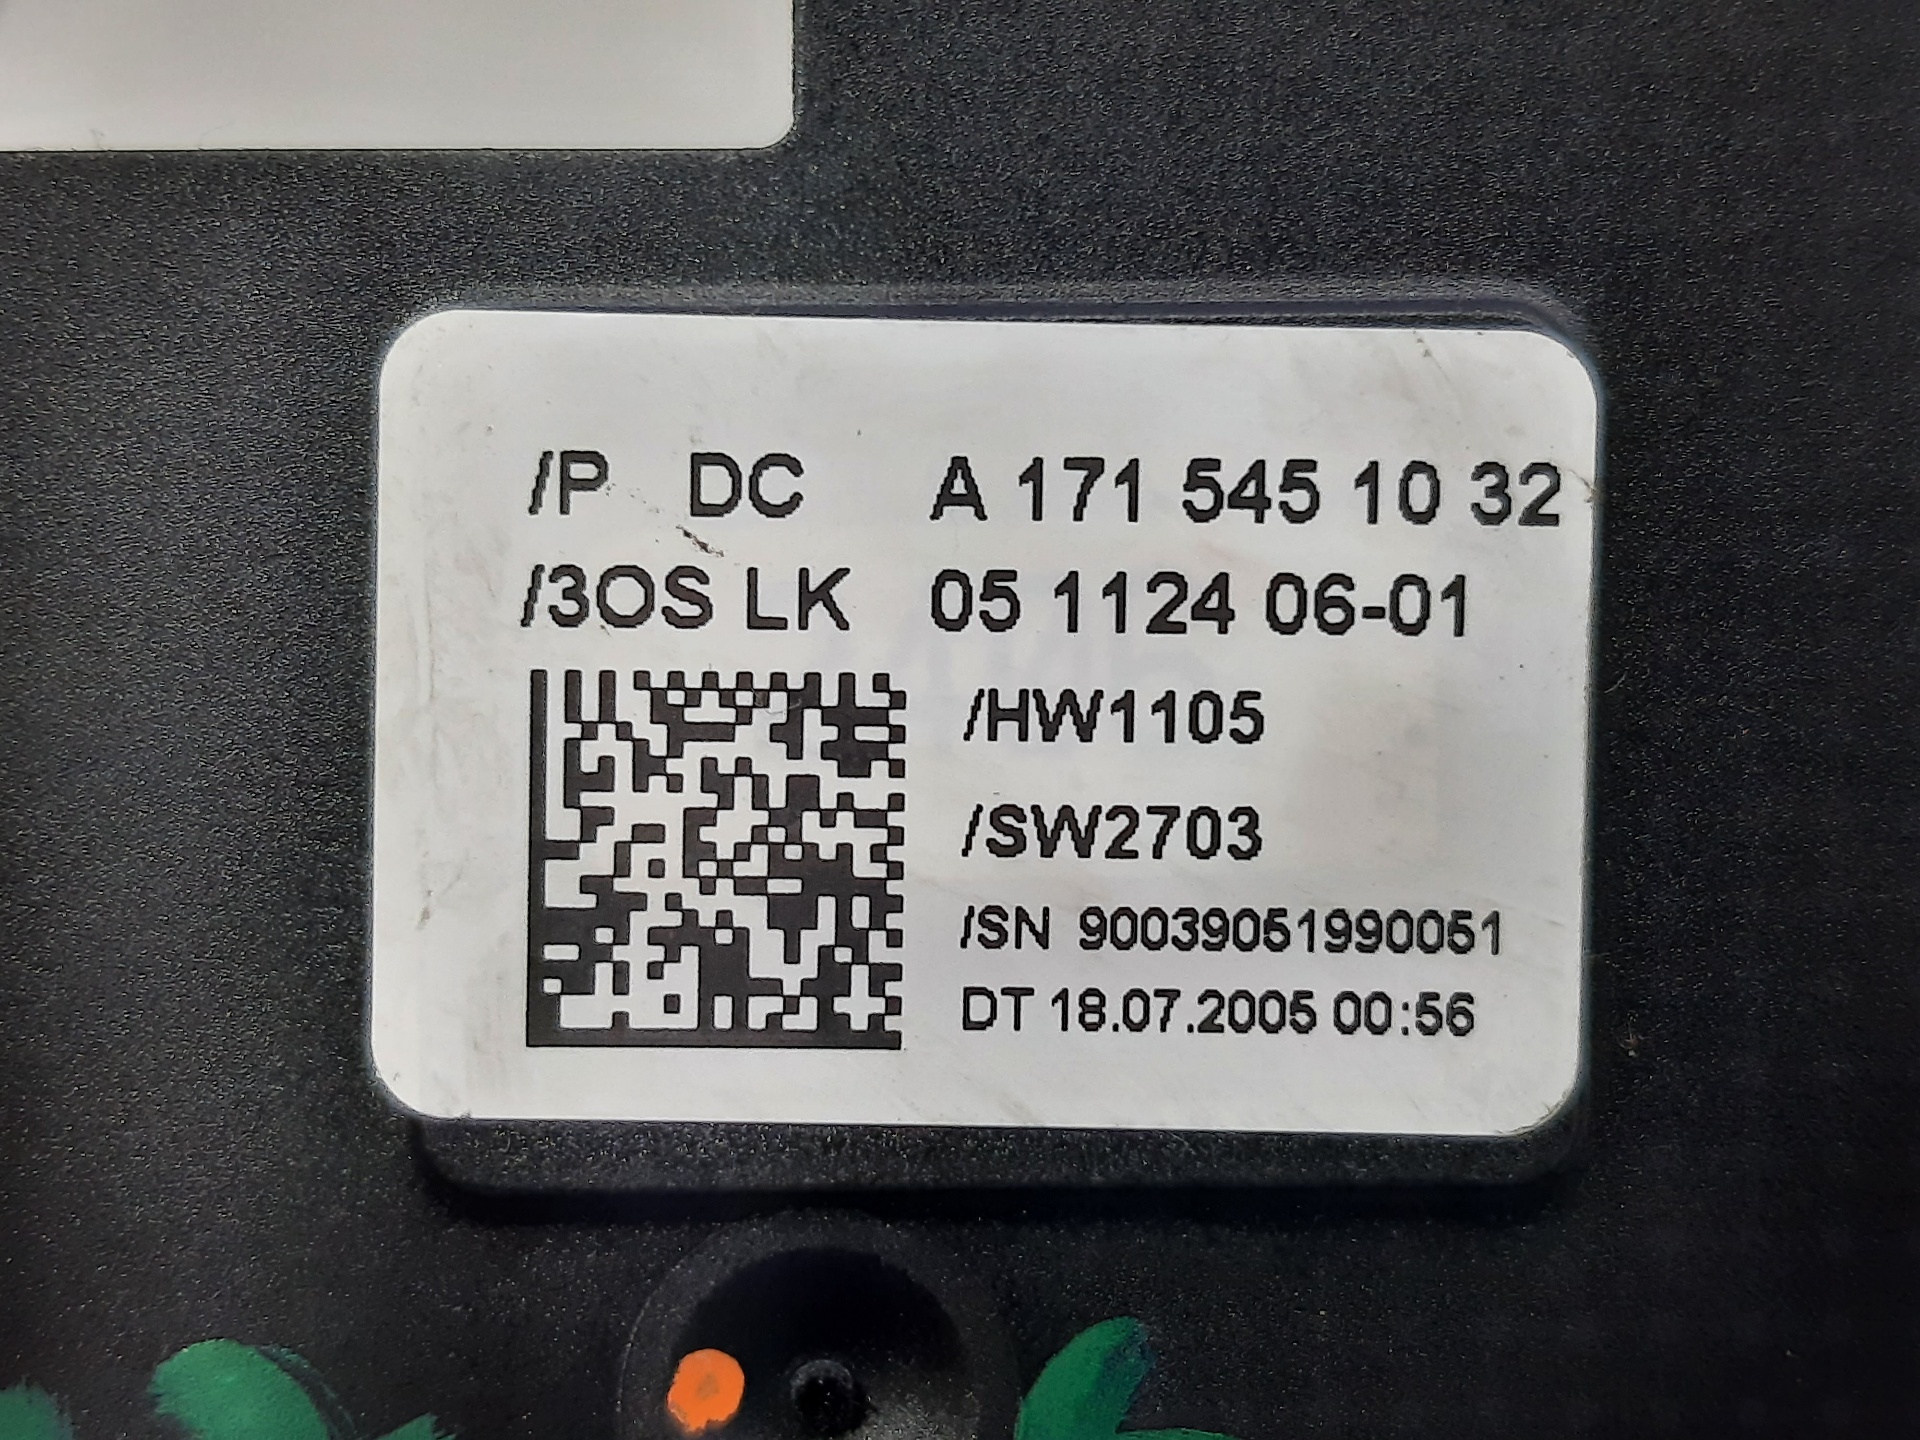 /P DC A 171 545 10 32
/3OS LK 05 1124 06-01
/HW1105
/SW2703
/SN 90039051990051
DT 18.07.2005 00:56